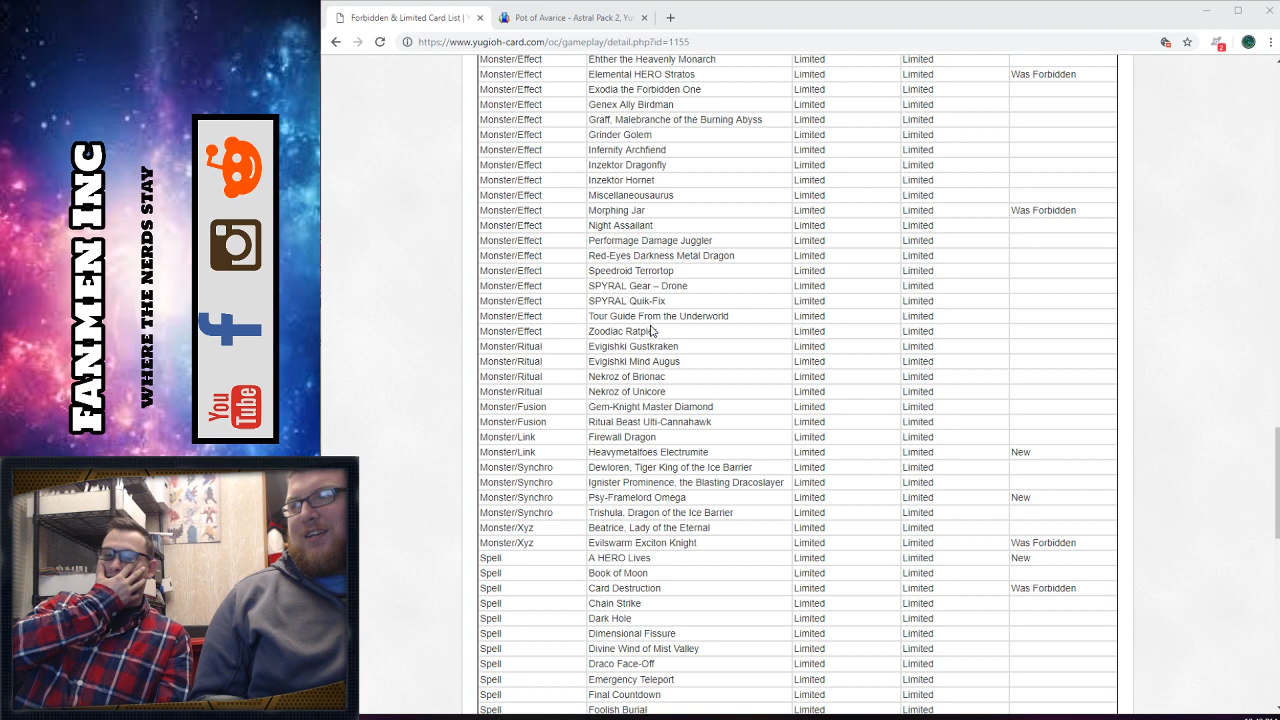 Forbidden & Limited Card List | Y
Pot of Avarice - Astral Pack 2, Yu
https://www.yugioh-card.com/oc/gameplay/detail.php?id=1155
2
FANMEN INC
WHERE THE NERDS STAY
You
Tube
Monster/Effect Ehther the Heavenly Monarch Limited Limited
Monster/Effect Elemental HERO Stratos Limited Limited Was Forbidden
Monster/Effect Exodia the Forbidden One Limited Limited
Monster/Effect Genex Ally Birdman Limited Limited
Monster/Effect Graff, Malebranche of the Burning Abyss Limited Limited
Monster/Effect Grinder Golem Limited Limited
Monster/Effect Infernity Archfiend Limited Limited
Monster/Effect Inzektor Dragonfly Limited Limited
Monster/Effect Inzektor Hornet Limited Limited
Monster/Effect Miscellaneousaurus Limited Limited
Monster/Effect Morphing Jar Limited Limited Was Forbidden
Monster/Effect Night Assailant Limited Limited
Monster/Effect Performage Damage Juggler Limited Limited
Monster/Effect Red-Eyes Darkness Metal Dragon Limited Limited
Monster/Effect Speedroid Terrortop Limited Limited
Monster/Effect SPYRAL Gear – Drone Limited Limited
Monster/Effect SPYRAL Quik-Fix Limited Limited
Monster/Effect Tour Guide From the Underworld Limited Limited
Monster/Effect Zoodiac Limited Limited
Monster/Ritual Evigishki Gustkraken Limited Limited
Monster/Ritual Evigishki Mind Augus Limited Limited
Monster/Ritual Nekroz of Brionac Limited Limited
Monster/Ritual Nekroz of Unicore Limited Limited
Monster/Fusion Gem-Knight Master Diamond Limited Limited
Monster/Fusion Ritual Beast Ulti-Cannahawk Limited Limited
Monster/Link Firewall Dragon Limited Limited
Monster/Link Heavymetalfoes Electrumite Limited Limited New
Monster/Synchro Dewloren, Tiger King of the Ice Barrier Limited Limited
Monster/Synchro Ignister Prominence, the Blasting Dracoslayer Limited Limited
Monster/Synchro Psy-Framelord Omega Limited Limited New
Monster/Synchro Trishula, Dragon of the Ice Barrier Limited Limited
Monster/Xyz Beatrice, Lady of the Eternal Limited Limited
Monster/Xyz Evilswarm Exciton Knight Limited Limited Was Forbidden
Spell A HERO Lives Limited Limited New
Spell Book of Moon Limited Limited
Spell Card Destruction Limited Limited Was Forbidden
Spell Chain Strike Limited Limited
Spell Dark Hole Limited Limited
Spell Dimensional Fissure Limited Limited
Spell Divine Wind of Mist Valley Limited Limited
Spell Draco Face-Off Limited Limited
Spell Emergency Teleport Limited Limited
Spell Final Countdown Limited Limited
Spell Foolish Burial Limited Limited